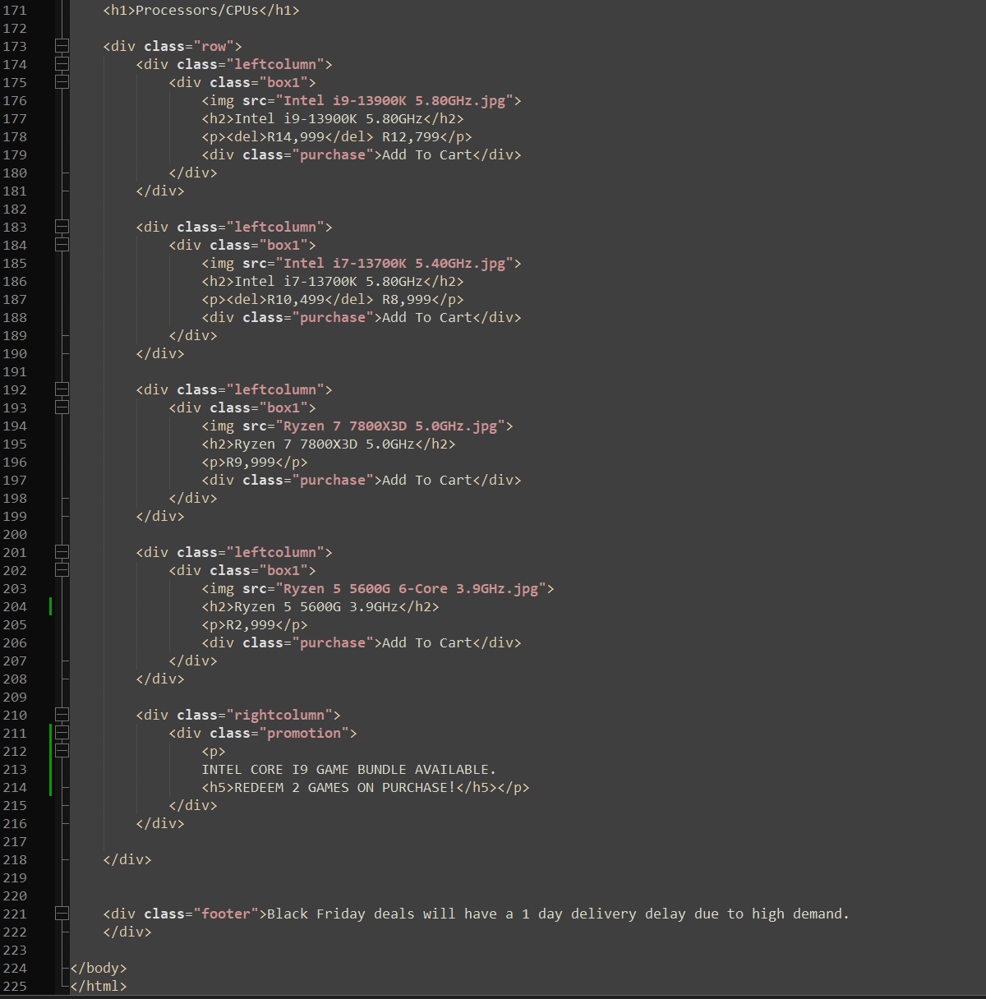 171 <h1>Processors/CPUs</h1>
172
173 <div class="row">
174 <div class="leftcolumn">
175 <div class="box1">
176 <img src="Intel i9-13900K 5.80GHz.jpg">
177 <h2>Intel i9-13900K 5.80GHz</h2>
178 <p><del>R14,999</del> R12,799</p>
179 <div class="purchase">Add To Cart</div>
180 </div>
181 </div>
182
183 <div class="leftcolumn">
184 <div class="box1">
185 <img src="Intel i7-13700K 5.40GHz.jpg">
186 <h2>Intel i7-13700K 5.80GHz</h2>
187 <p><del>R10,499</del> R8,999</p>
188 <div class="purchase">Add To Cart</div>
189 </div>
190 </div>
191
192 <div class="leftcolumn">
193 <div class="box1">
194 <img src="Ryzen 7 7800X3D 5.0GHz.jpg">
195 <h2>Ryzen 7 7800X3D 5.0GHz</h2>
196 <p>R9,999</p>
197 <div class="purchase">Add To Cart</div>
198 </div>
199 </div>
200
201 <div class="leftcolumn">
202 <div class="box1">
203 <img src="Ryzen 5 5600G 6-Core 3.9GHz.jpg">
204 <h2>Ryzen 5 5600G 3.9GHz</h2>
205 <p>R2,999</p>
206 <div class="purchase">Add To Cart</div>
207 </div>
208 </div>
209
210 <div class="rightcolumn">
211 <div class="promotion">
212 <p>
213 INTEL CORE I9 GAME BUNDLE AVAILABLE.
214 <h5>REDEEM 2 GAMES ON PURCHASE!</h5></p>
215 </div>
216 </div>
217
218 </div>
219
220
221 <div class="footer">Black Friday deals will have a 1 day delivery delay due to high demand.
222 </div>
223
224 </body>
225 </html>